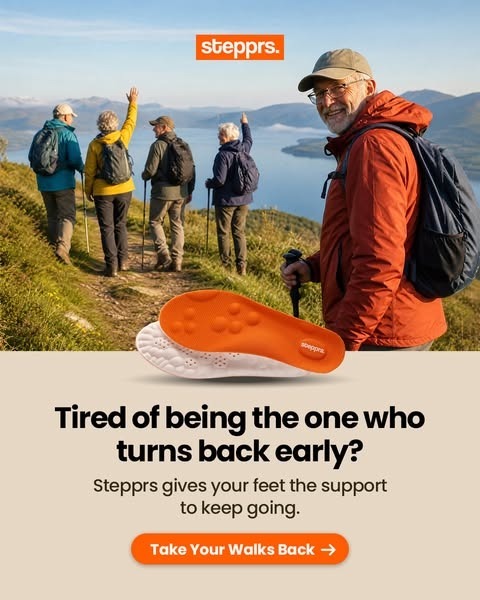 stepprs.
stepprs.
Tired of being the one who
turns back early?
Stepprs gives your feet the support
to keep going.
Take Your Walks Back →